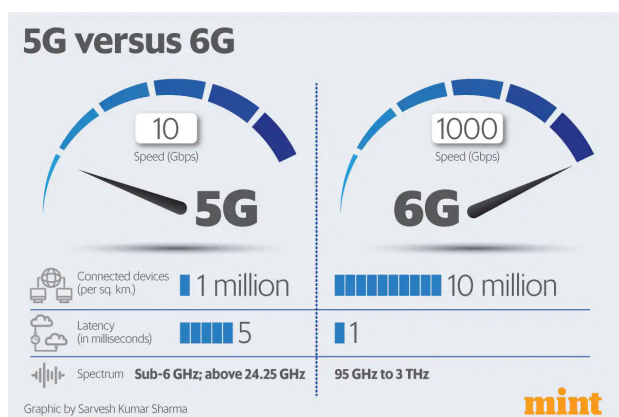 5G versus 6G
10
Speed (Gbps)
5G
1000
Speed (Gbps)
6G
Connected devices
(per sq. km.)
1 million
10 million
Latency
(in milliseconds)
5
1
Spectrum
Sub-6 GHz; above 24.25 GHz
95 GHz to 3 THz
Graphic by Sarvesh Kumar Sharma
mint